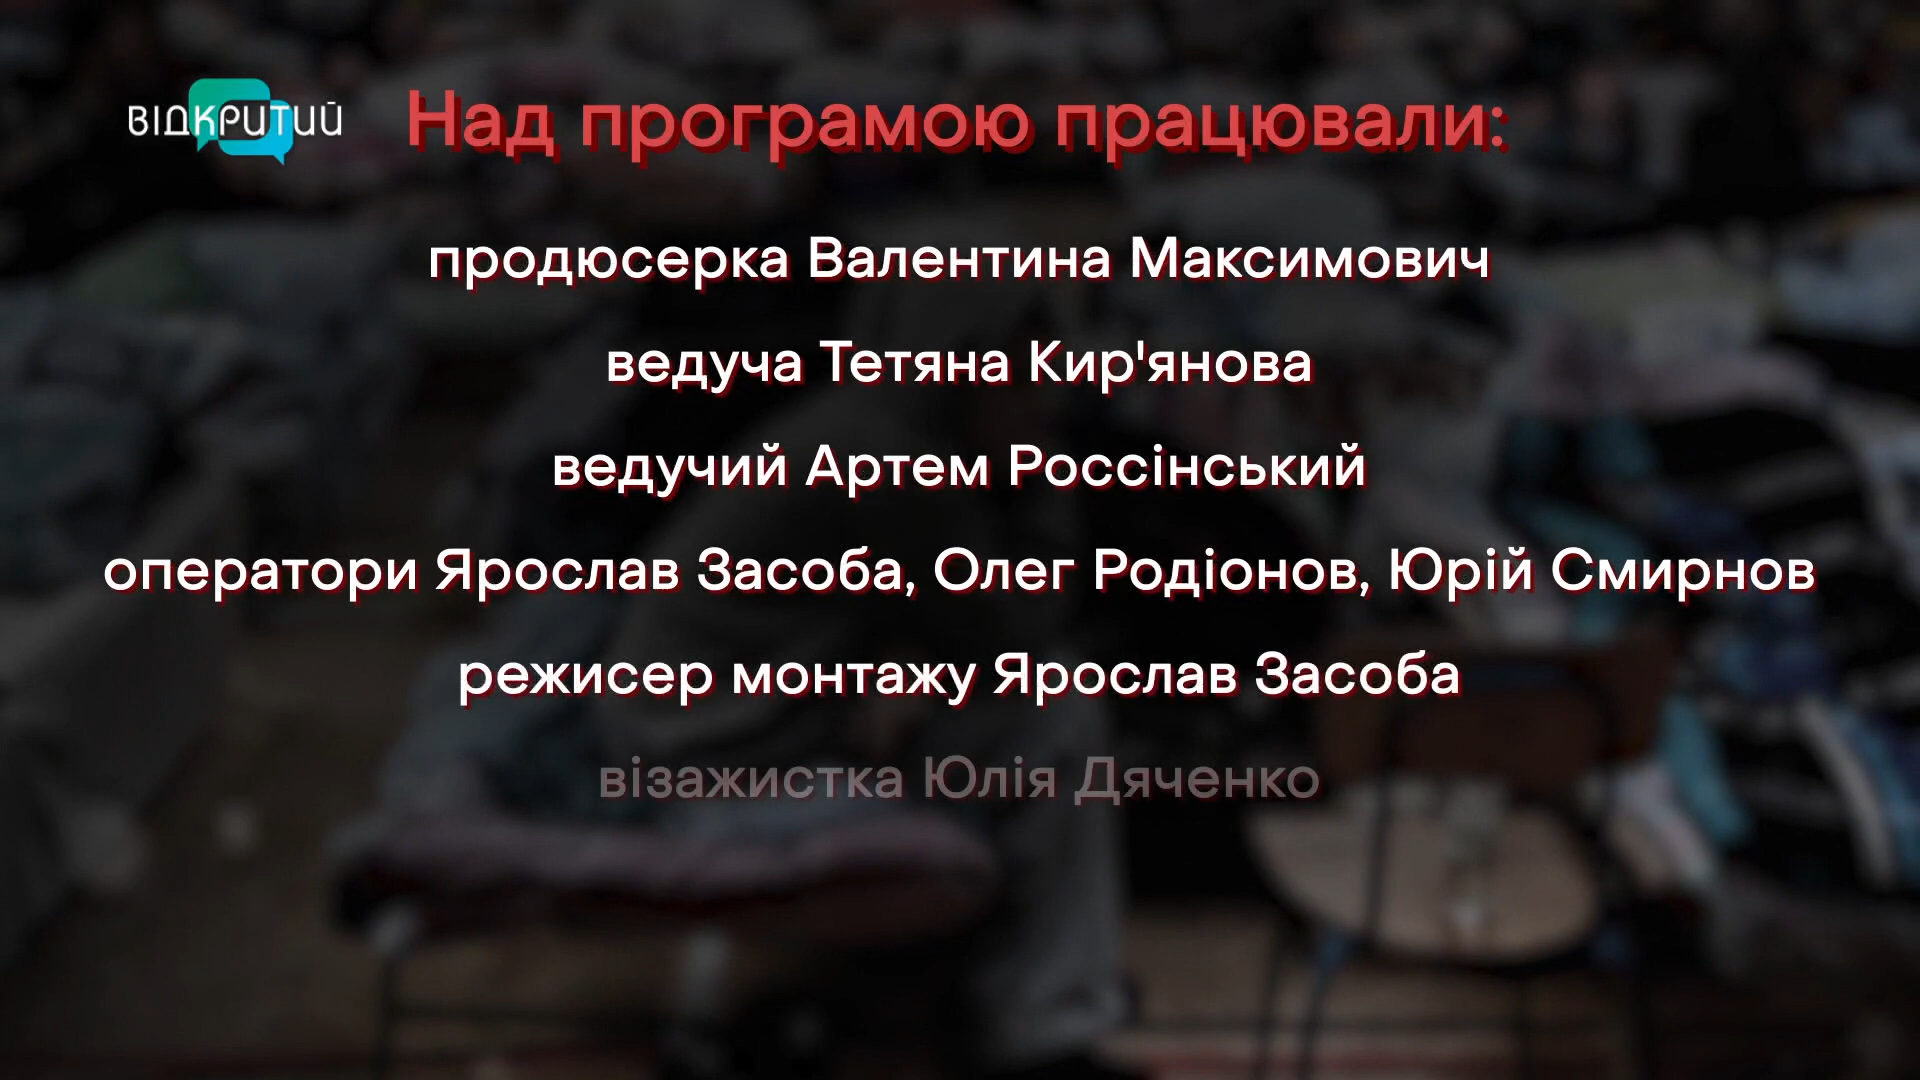 ВІДКРИТИЙ
Над програмою працювали:
продюсерка Валентина Максимович
ведуча Тетяна Кир'янова
ведучий Артем Россінський
оператори Ярослав Засоба, Олег Родіонов, Юрій Смирнов
режисер монтажу Ярослав Засоба
візажистка Юлія Дяченко